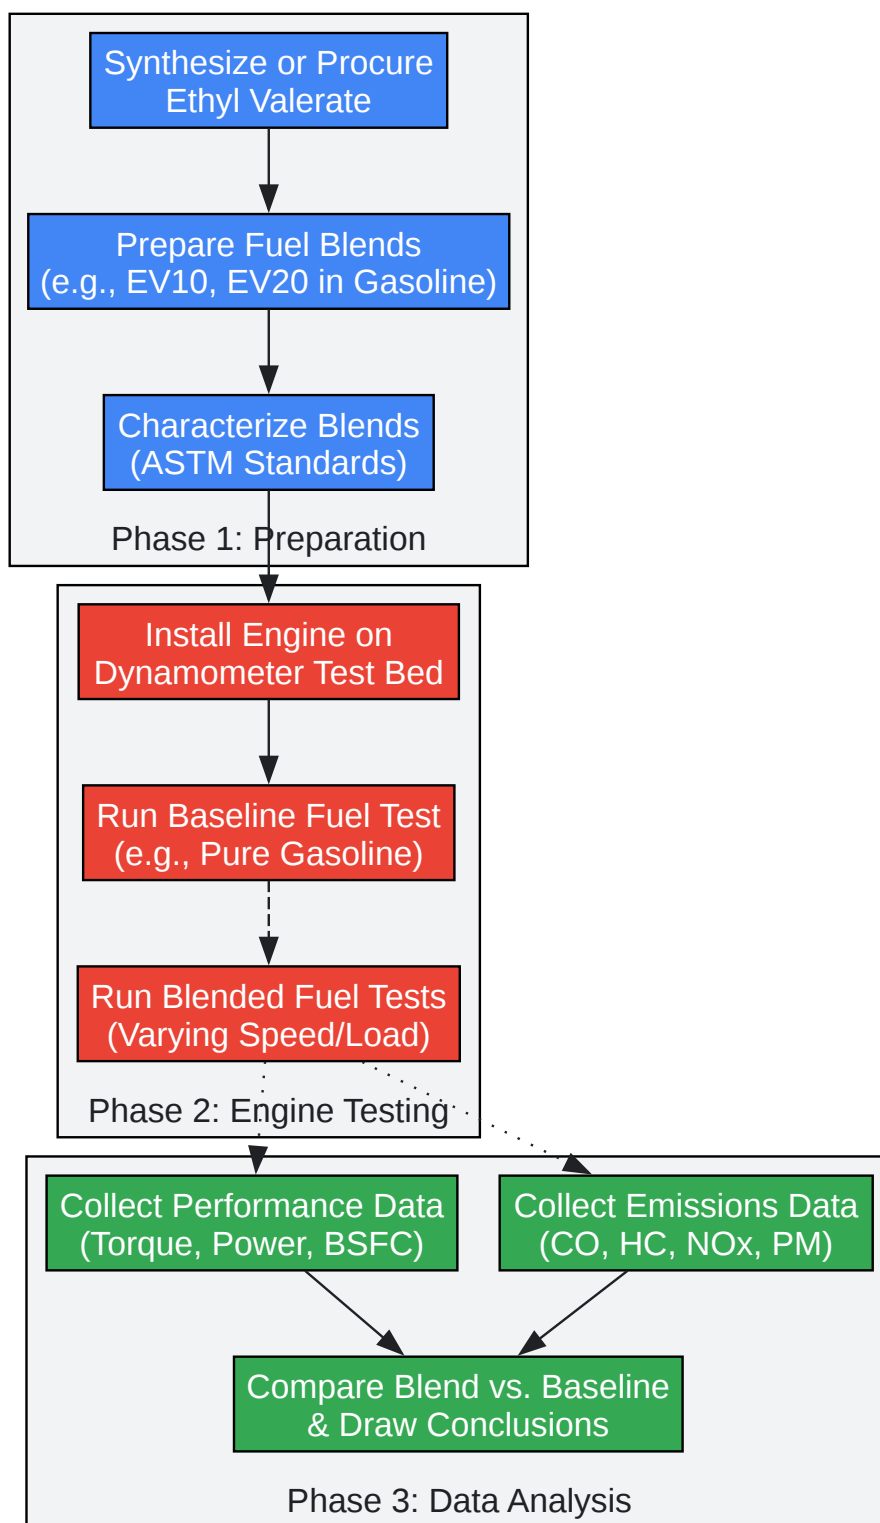 Synthesize or Procure
Ethyl Valerate
Prepare Fuel Blends
(e.g., EV10, EV20 in Gasoline)
Characterize Blends
(ASTM Standards)
Phase 1: Preparation
Install Engine on
Dynamometer Test Bed
Run Baseline Fuel Test
(e.g., Pure Gasoline)
Run Blended Fuel Tests
(Varying Speed/Load)
Phase 2: Engine Testing
Collect Performance Data
(Torque, Power, BSFC)
Collect Emissions Data
(CO, HC, NOx, PM)
Compare Blend vs. Baseline
& Draw Conclusions
Phase 3: Data Analysis